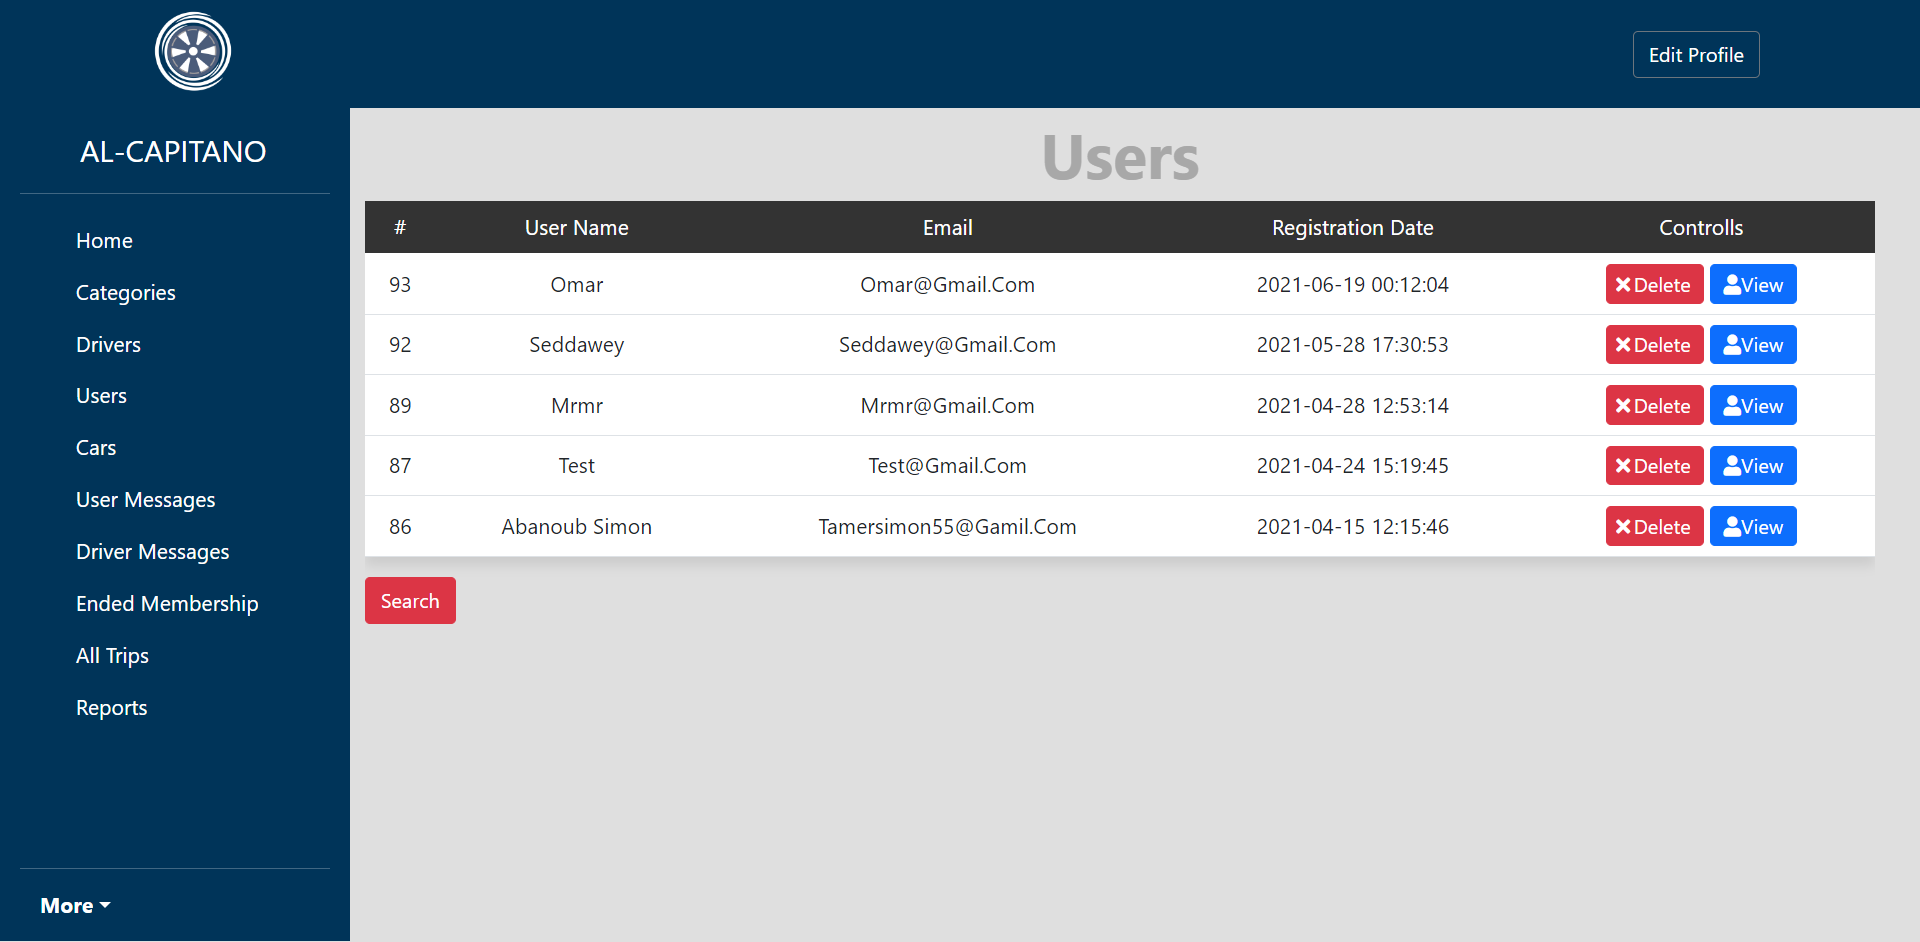 Edit Profile
AL-CAPITANO
Home
Categories
Drivers
Users
Cars
User Messages
Driver Messages
Ended Membership
All Trips
Reports
More
Users
# User Name Email Registration Date Controlls
93 Omar Omar@Gmail.Com 2021-06-19 00:12:04 Delete View
92 Seddawey Seddawey@Gmail.Com 2021-05-28 17:30:53 Delete View
89 Mrmr Mrmr@Gmail.Com 2021-04-28 12:53:14 Delete View
87 Test Test@Gmail.Com 2021-04-24 15:19:45 Delete View
86 Abanoub Simon Tamersimon55@Gamil.Com 2021-04-15 12:15:46 Delete View
Search